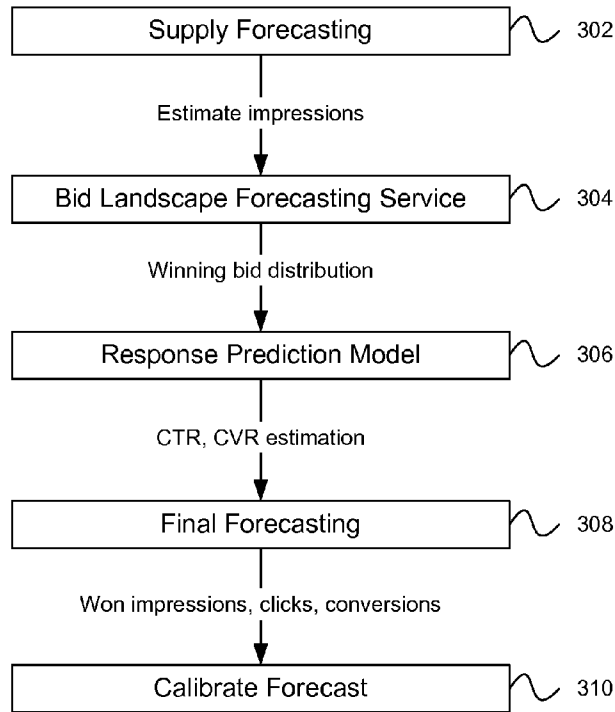 Supply Forecasting
302
Estimate impressions
Bid Landscape Forecasting Service
304
Winning bid distribution
Response Prediction Model
306
CTR, CVR estimation
Final Forecasting
308
Won impressions, clicks, conversions
Calibrate Forecast
310